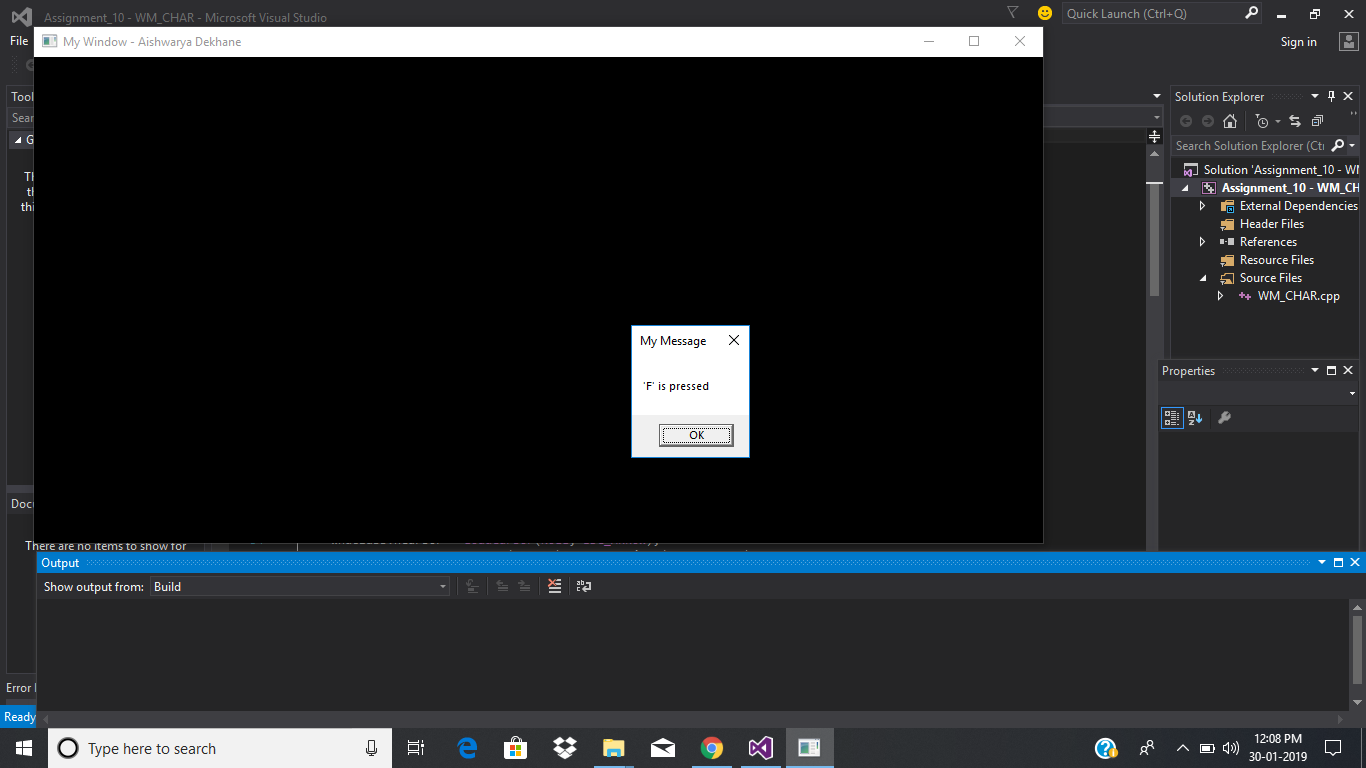 Assignment_10 - WM_CHAR - Microsoft Visual Studio
Quick Launch (Ctrl+Q)
File
My Window - Aishwarya Dekhane
Sign in
Tool
Sear
G
Th
th
this
Solution Explorer
Search Solution Explorer (Ctr
Solution 'Assignment_10 - WM
Assignment_10 - WM_CH
External Dependencies
Header Files
References
Resource Files
Source Files
WM_CHAR.cpp
My Message
'F' is pressed
OK
Properties
Docu
There are no items to show for
Output
Show output from: Build
Error
Ready
Type here to search
12:08 PM
30-01-2019